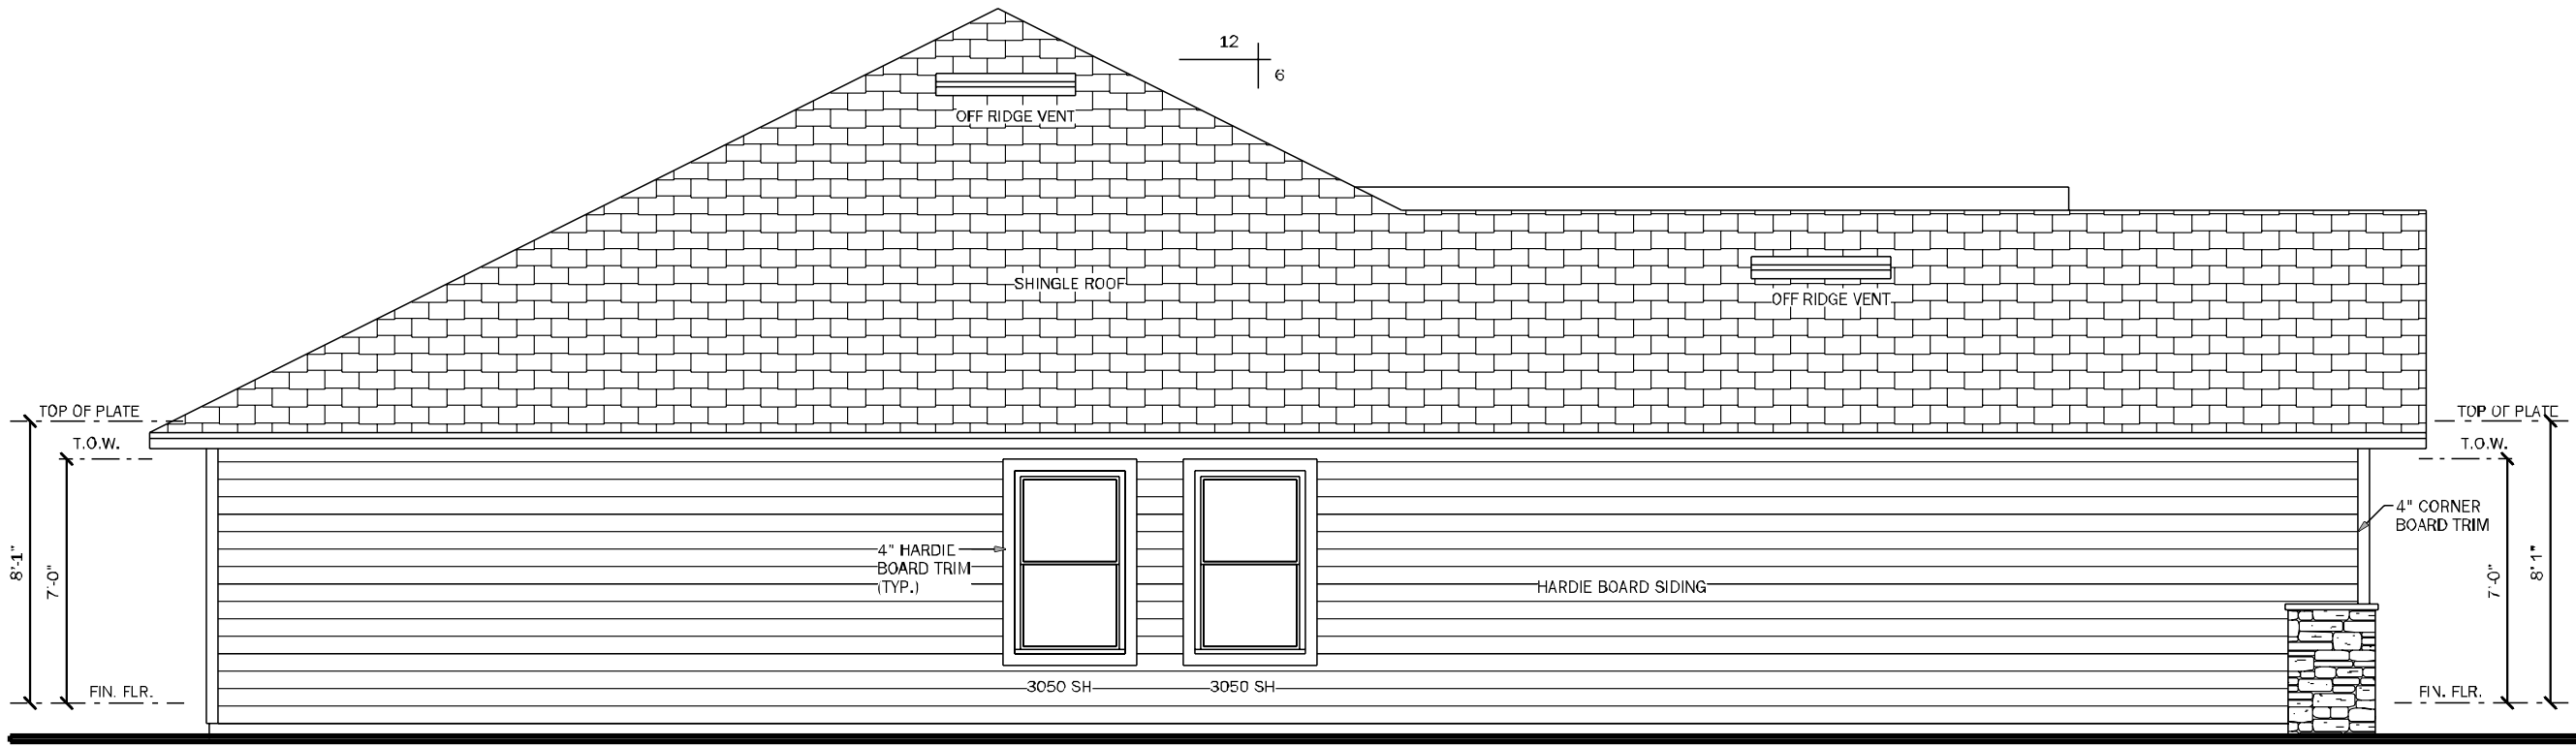 12
6
OFF RIDGE VENT
SHINGLE ROOF
OFF RIDGE VENT
TOP OF PLATE
T.O.W.
TOP OF PLATE
T.O.W.
4" CORNER
BOARD TRIM
4" HARDIE
BOARD TRIM
(TYP.)
HARDIE BOARD SIDING
8'-1"
7'-0"
7'-0"
8'-1"
FIN. FLR.
3050 SH
3050 SH
FIN. FLR.